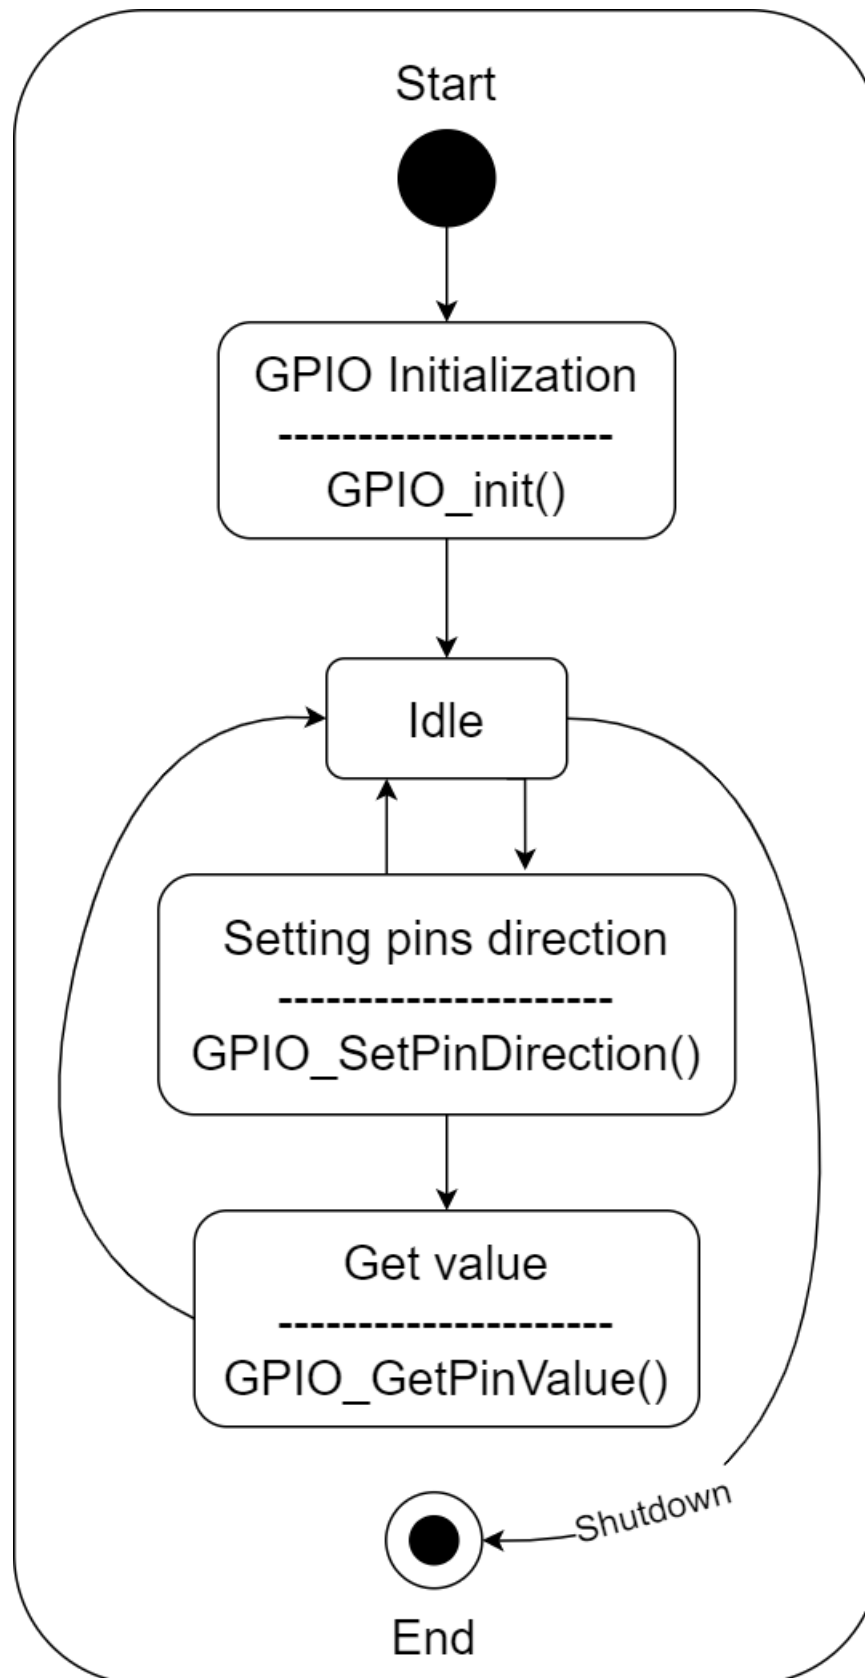 Start
GPIO Initialization
---------------------
GPIO_init()
Idle
Setting pins direction
---------------------
GPIO_SetPinDirection()
Get value
---------------------
GPIO_GetPinValue()
Shutdown
End